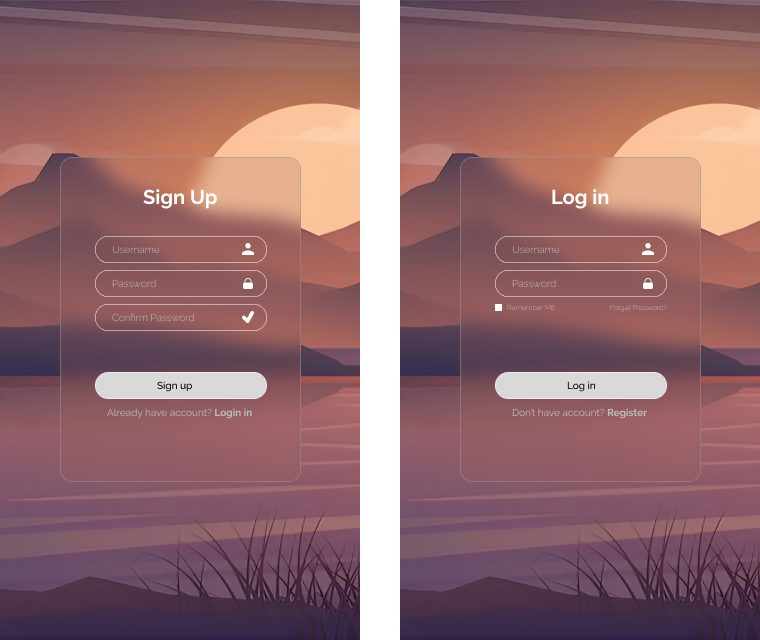 Sign Up
Username
Password
Confirm Password
Sign up
Already have account? Login in
Log in
Username
Password
Remember ME
Forgat Password?
Log in
Don't have account? Register